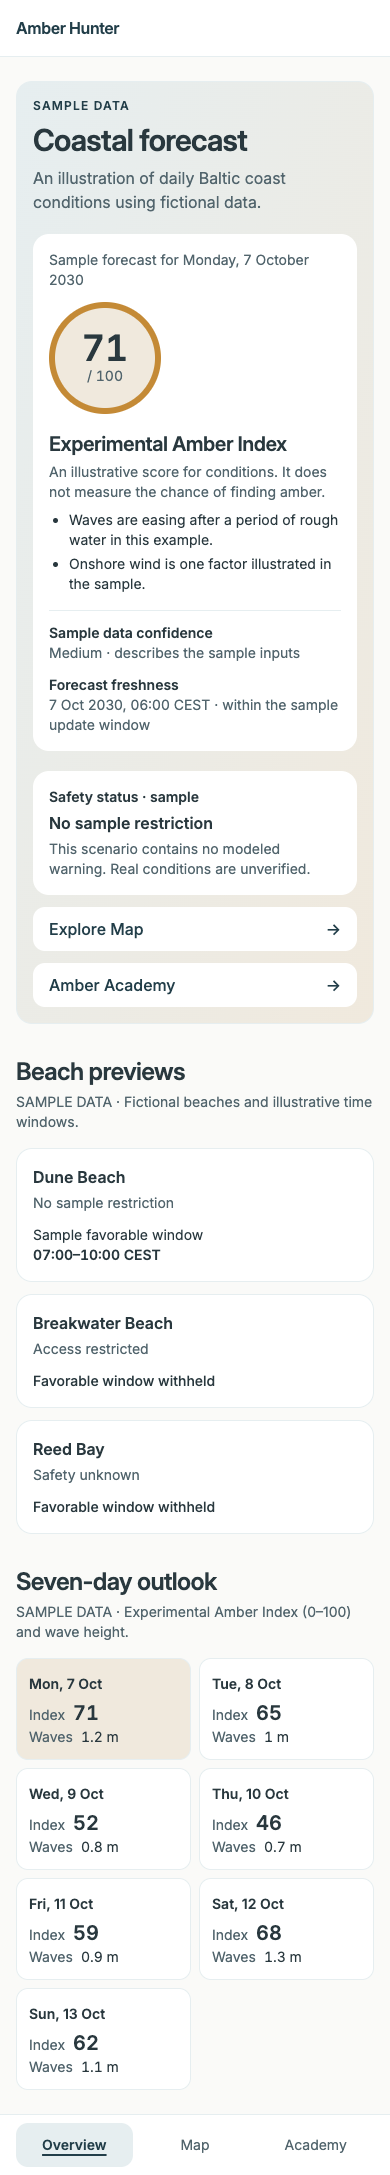 Amber Hunter
SAMPLE DATA
Coastal forecast
An illustration of daily Baltic coast
conditions using fictional data.
Sample forecast for Monday, 7 October
2030
71
/ 100
Experimental Amber Index
An illustrative score for conditions. It does
not measure the chance of finding amber.
• Waves are easing after a period of rough
water in this example.
• Onshore wind is one factor illustrated in
the sample.
Sample data confidence
Medium · describes the sample inputs
Forecast freshness
7 Oct 2030, 06:00 CEST · within the sample
update window
Safety status · sample
No sample restriction
This scenario contains no modeled
warning. Real conditions are unverified.
Explore Map →
Amber Academy →
Beach previews
SAMPLE DATA · Fictional beaches and illustrative time
windows.
Dune Beach
No sample restriction
Sample favorable window
07:00–10:00 CEST
Breakwater Beach
Access restricted
Favorable window withheld
Reed Bay
Safety unknown
Favorable window withheld
Seven-day outlook
SAMPLE DATA · Experimental Amber Index (0–100)
and wave height.
Mon, 7 Oct
Index 71
Waves 1.2 m
Tue, 8 Oct
Index 65
Waves 1 m
Wed, 9 Oct
Index 52
Waves 0.8 m
Thu, 10 Oct
Index 46
Waves 0.7 m
Fri, 11 Oct
Index 59
Waves 0.9 m
Sat, 12 Oct
Index 68
Waves 1.3 m
Sun, 13 Oct
Index 62
Waves 1.1 m
Overview Map Academy